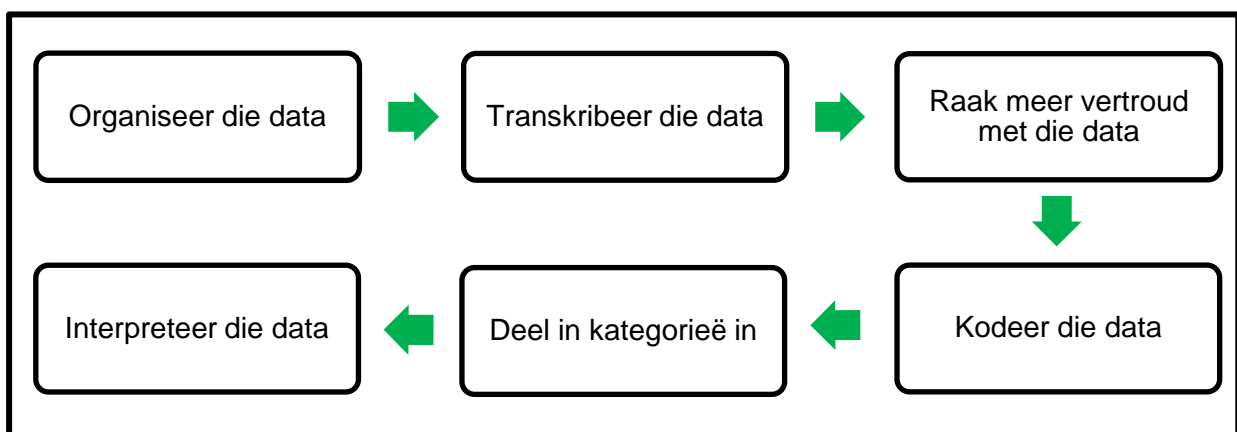 Organiseer die data
Transkribeer die data
Raak meer vertroud
met die data
Kodeer die data
Deel in kategorieë in
Interpreteer die data